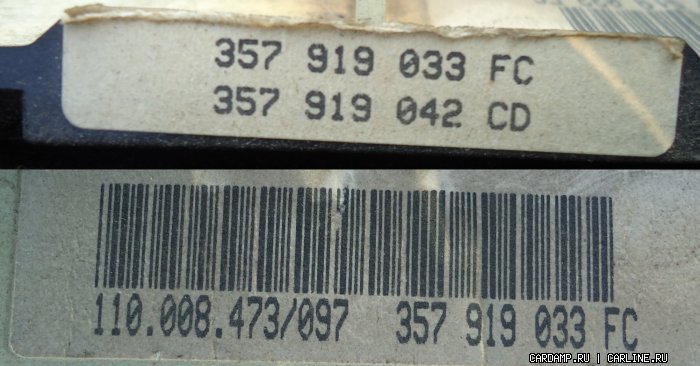 357 919 033 FC
357 919 042 CD
110.008.473/097 357 919 033 FC
CARDAMP.RU | CARLINE.RU